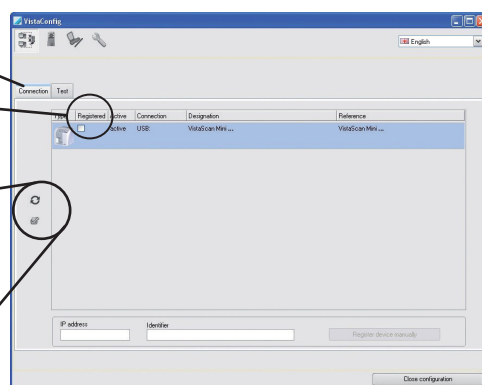 VistaConfig
English
Connection Test
Type Registered Active Connection Designation Reference
active USB: VistaScan Mini ... VistaScan Mini ...
IP address Identifier
Register device manually
Close configuration